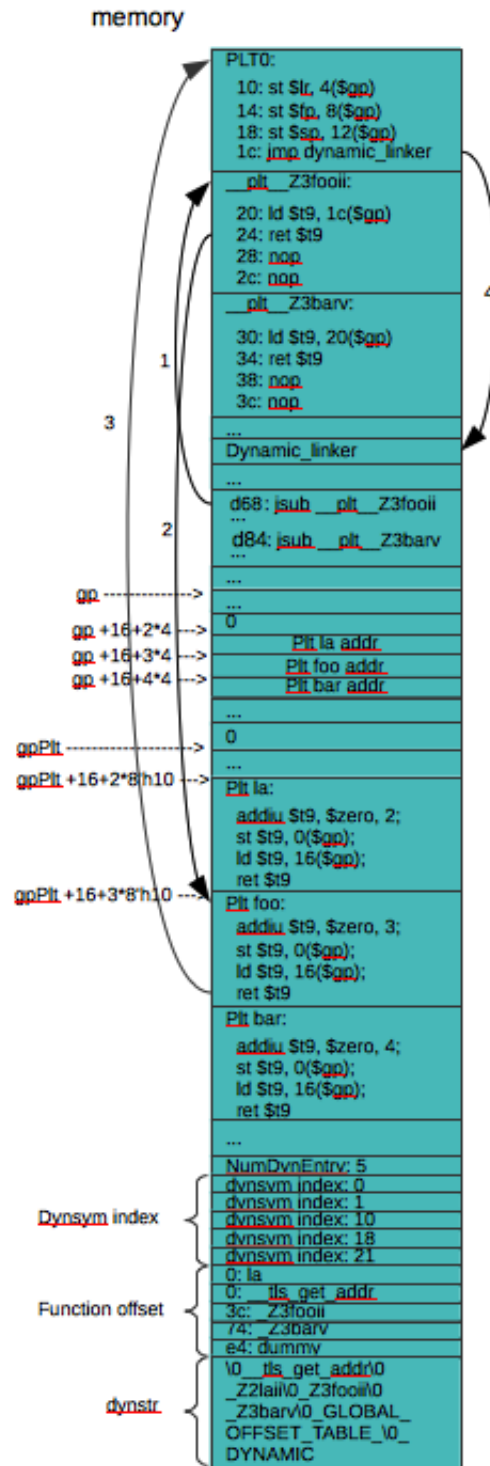 memory
PLT0:
10: st $lr, 4($gp)
14: st $fp, 8($gp)
18: st $sp, 12($gp)
1c: jmp dynamic_linker
__plt__Z3fooii:
20: ld $t9, 1c($gp)
24: ret $t9
28: nop
2c: nop
4
__plt__Z3barv:
30: ld $t9, 20($gp)
34: ret $t9
38: nop
3c: nop
1
3
...
Dynamic_linker
...
2
d68: jsub __plt__Z3fooii
...
d84: jsub __plt__Z3barv
...
...
gp ---------------->
...
0
gp +16+2*4 --->
Plt la addr
gp +16+3*4 --->
Plt foo addr
gp +16+4*4 --->
Plt bar addr
...
0
gpPlt ----------------->
...
gpPlt +16+2*8'h10 --->
Plt la:
addiu $t9, $zero, 2;
st $t9, 0($gp);
ld $t9, 16($gp);
ret $t9
gpPlt +16+3*8'h10 --->
Plt foo:
addiu $t9, $zero, 3;
st $t9, 0($gp);
ld $t9, 16($gp);
ret $t9
Plt bar:
addiu $t9, $zero, 4;
st $t9, 0($gp);
ld $t9, 16($gp);
ret $t9
...
NumDynEntry: 5
Dynsym index
dynsym index: 0
dynsym index: 1
dynsym index: 10
dynsym index: 18
dynsym index: 21
Function offset
0: la
0: __tls_get_addr
3c: _Z3fooii
74: _Z3barv
e4: dummy
dynstr
\0__tls_get_addr\0
_Z2laii\0_Z3fooii\0
_Z3barv\0_GLOBAL_
OFFSET_TABLE_\0_
DYNAMIC